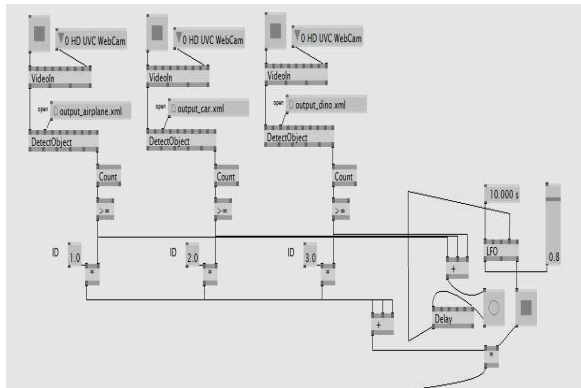 0 HD UVC WebCam
0 HD UVC WebCam
0 HD UVC WebCam
VideoIn
VideoIn
VideoIn
open output_airplane.xml
open output_car.xml
open output_dino.xml
DetectObject
DetectObject
DetectObject
Count
Count
Count
>=
>=
>=
10.000 s
ID 1.0
ID 2.0
ID 3.0
LFO
0.8
*
*
*
+
Delay
+
*